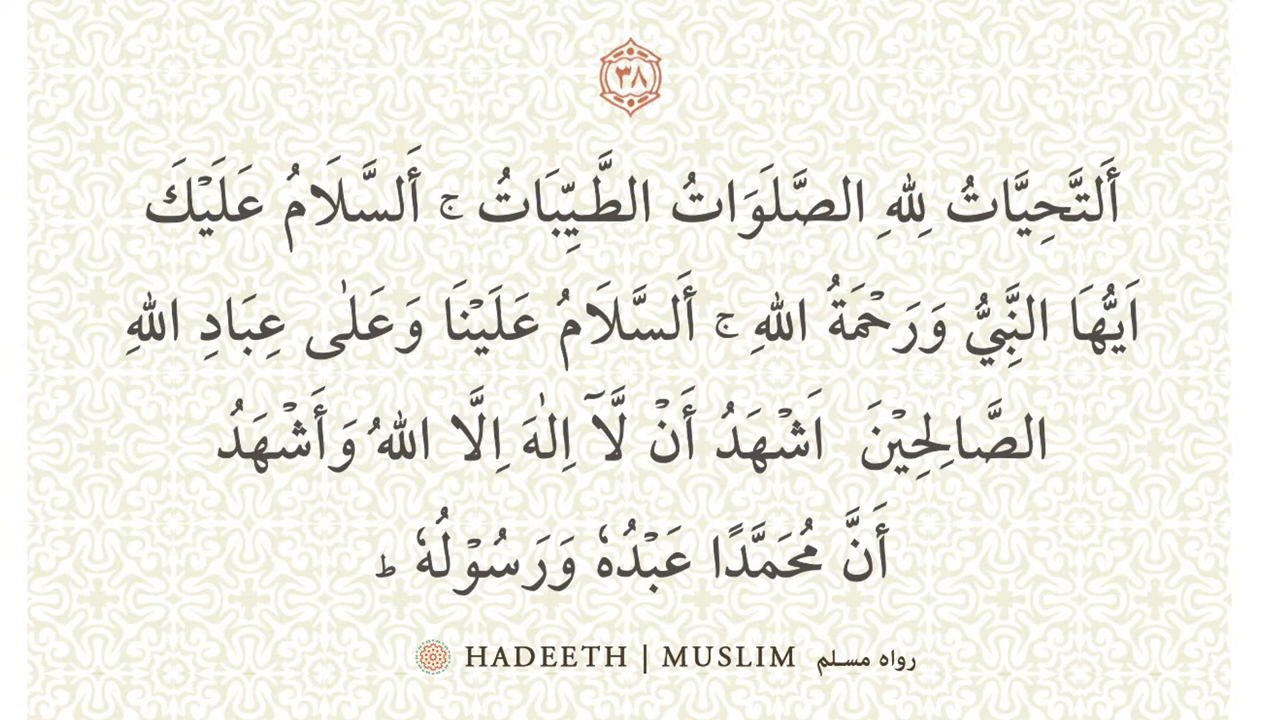 ٣٨
أَلتَّحِيَّاتُ لِلّٰهِ الصَّلَوَاتُ الطَّيِّبَاتُ ۚ أَلسَّلَامُ عَلَيْكَ
اَيُّهَا النَّبِيُّ وَرَحْمَةُ اللهِ ۚ أَلسَّلَامُ عَلَيْنَا وَعَلٰى عِبَادِ اللهِ
الصَّالِحِيْنَ اَشْهَدُ أَنْ لَّآ اِلٰهَ اِلَّا اللهُ وَأَشْهَدُ
أَنَّ مُحَمَّدًا عَبْدُهٗ وَرَسُوْلُهٗ ؕ
HADEETH | MUSLIM رواه مسلم